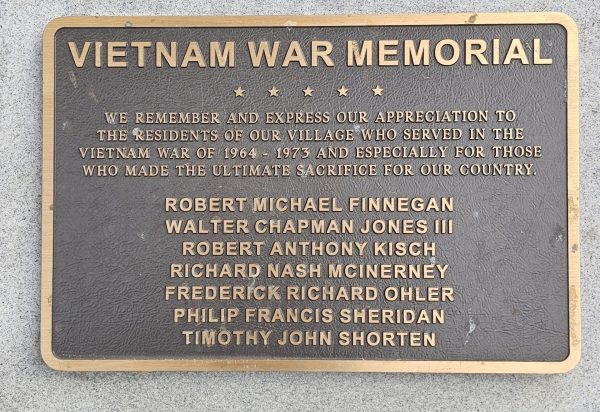 VIETNAM WAR MEMORIAL
WE REMEMBER AND EXPRESS OUR APPRECIATION TO
THE RESIDENTS OF OUR VILLAGE WHO SERVED IN THE
VIETNAM WAR OF 1964 - 1973 AND ESPECIALLY FOR THOSE
WHO MADE THE ULTIMATE SACRIFICE FOR OUR COUNTRY.
ROBERT MICHAEL FINNEGAN
WALTER CHAPMAN JONES III
ROBERT ANTHONY KISCH
RICHARD NASH MCINERNEY
FREDERICK RICHARD OHLER
PHILIP FRANCIS SHERIDAN
TIMOTHY JOHN SHORTEN